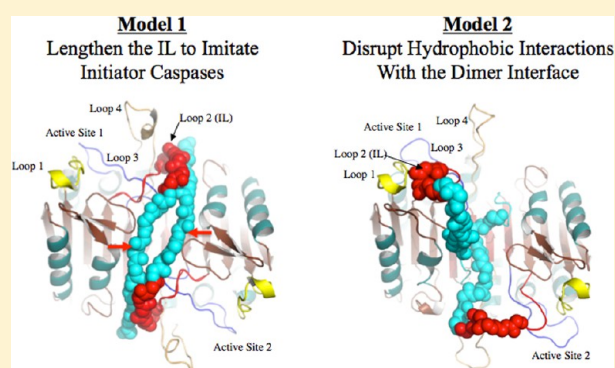 Model 1
Lengthen the IL to Imitate
Initiator Caspases
Loop 4
Loop 2 (IL)
Active Site 1
Loop 3
Loop 1
Active Site 2
Model 2
Disrupt Hydrophobic Interactions
With the Dimer Interface
Loop 4
Active Site 1
Loop 3
Loop 2 (IL)
Loop 1
Active Site 2